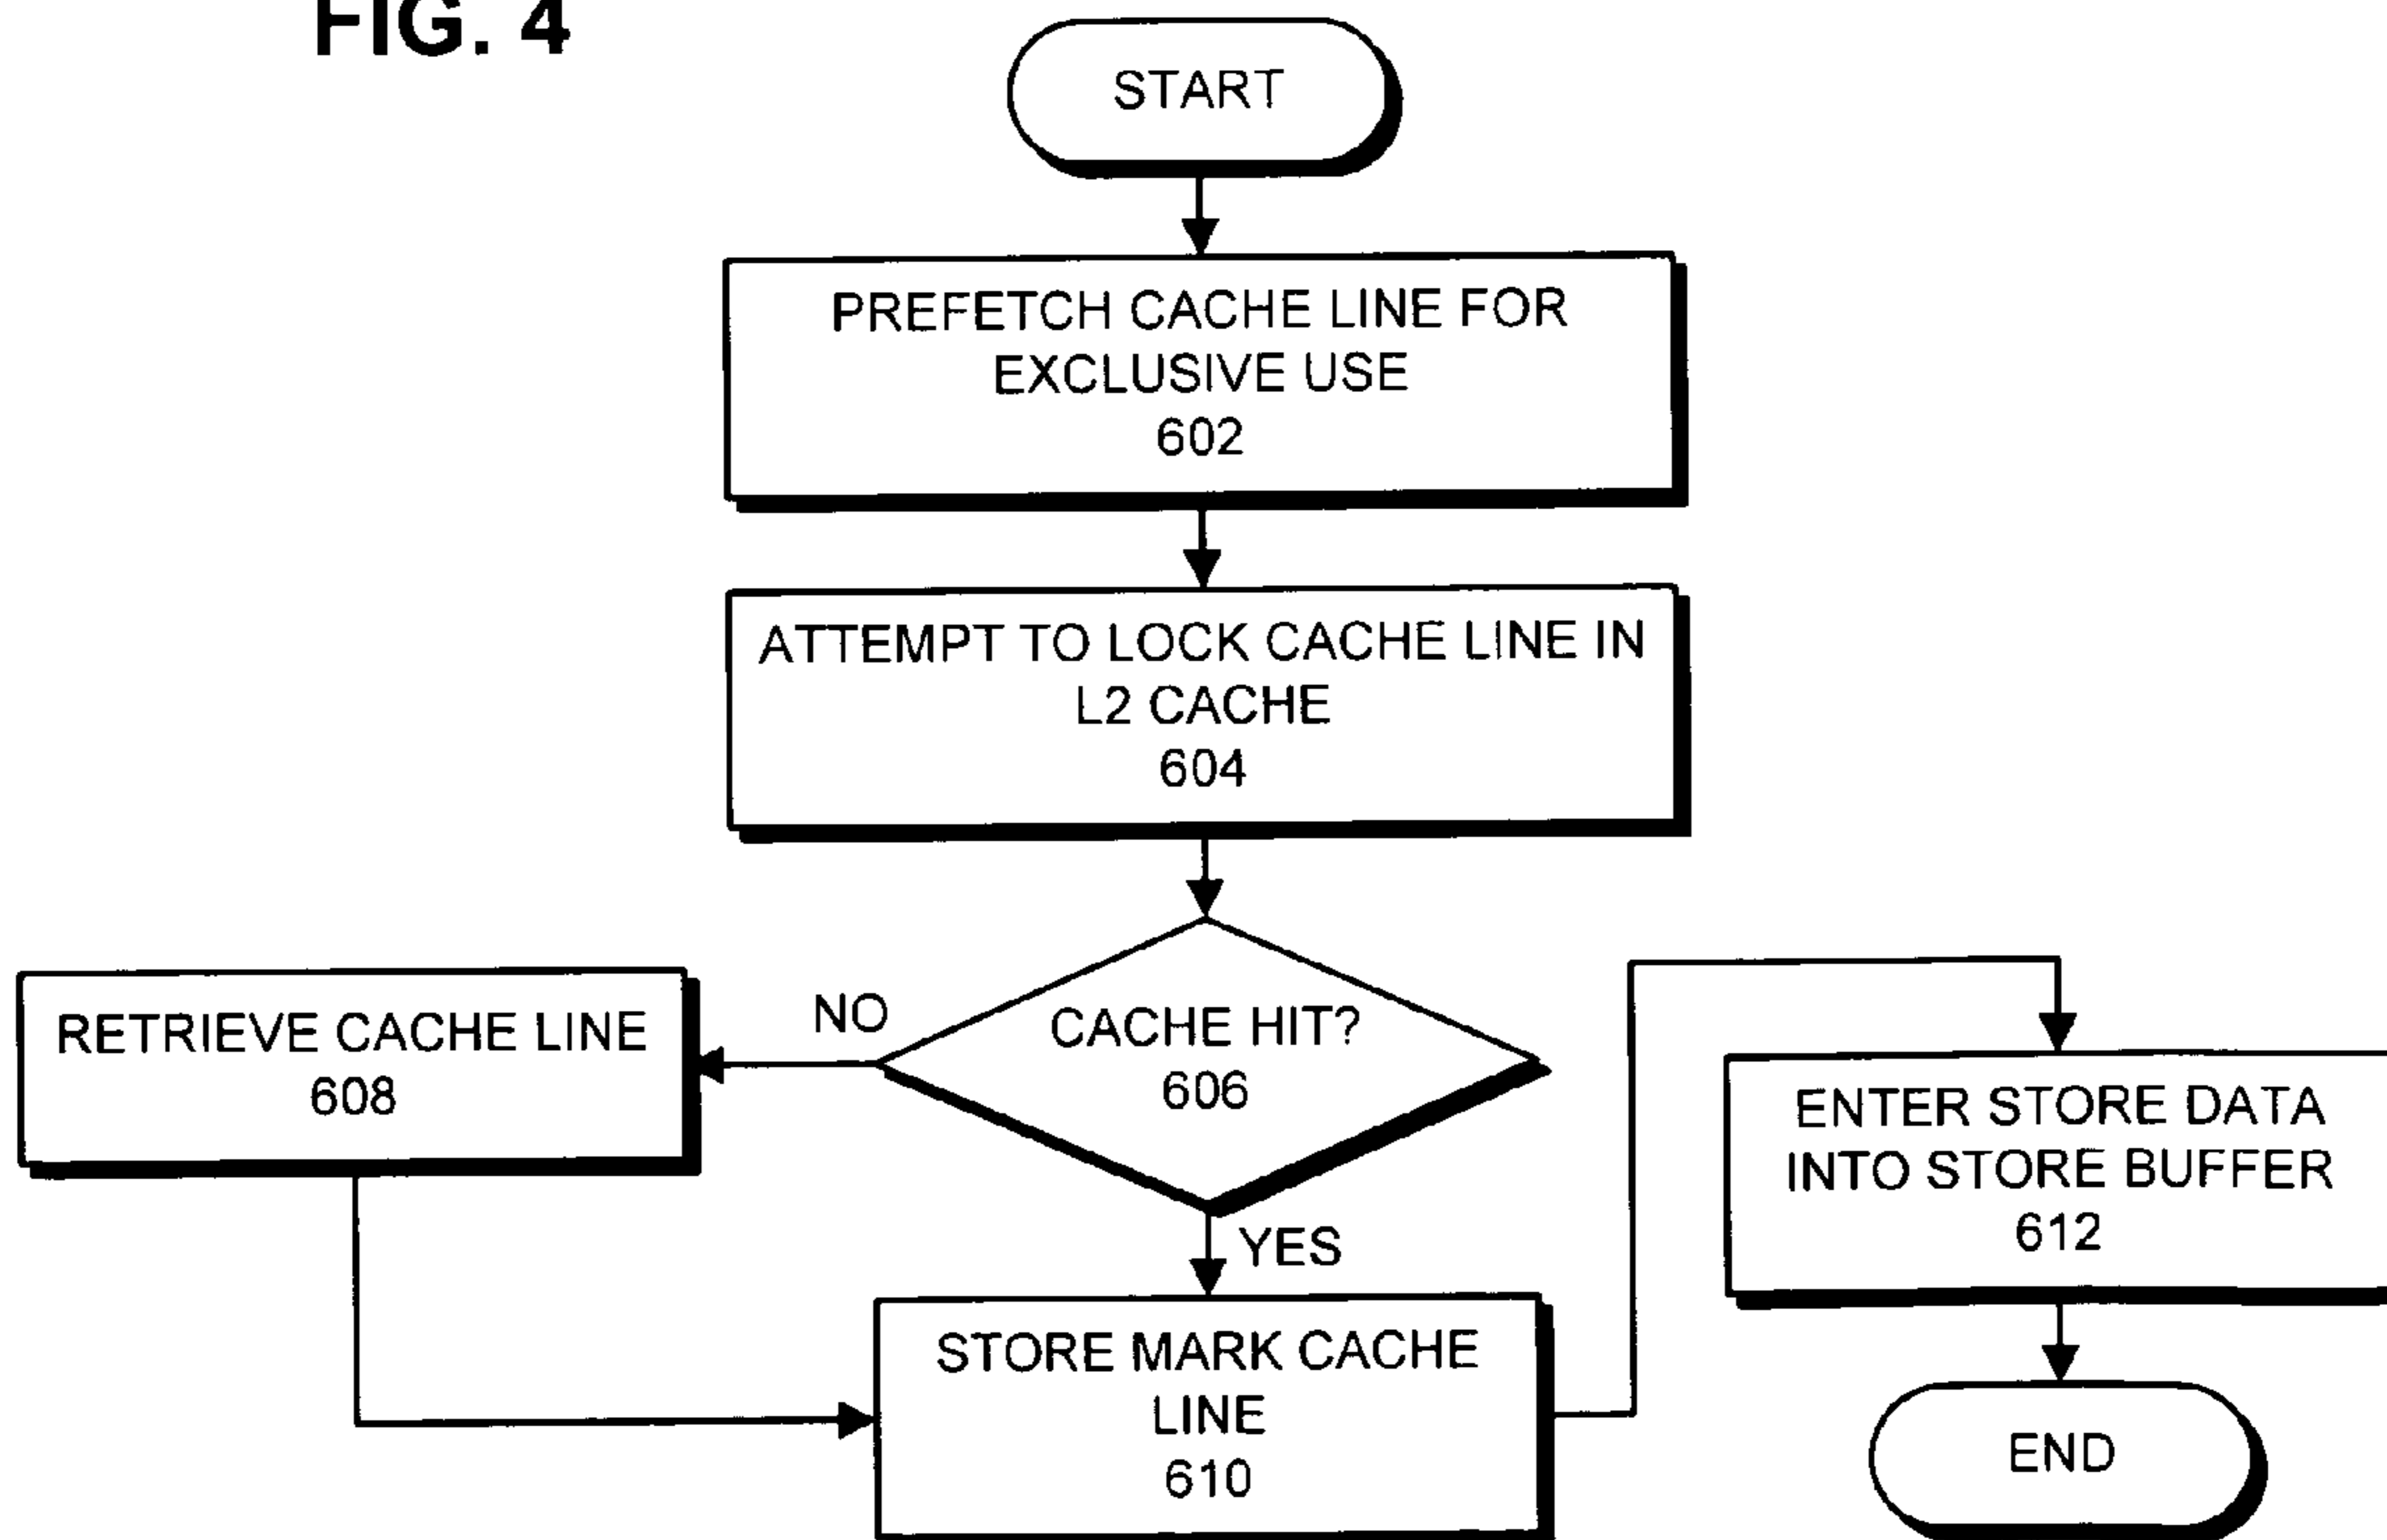 FIG. 4
START
PREFETCH CACHE LINE FOR
EXCLUSIVE USE
602
ATTEMPT TO LOCK CACHE LINE IN
L2 CACHE
604
CACHE HIT?
606
NO
RETRIEVE CACHE LINE
608
YES
STORE MARK CACHE
LINE
610
ENTER STORE DATA
INTO STORE BUFFER
612
END